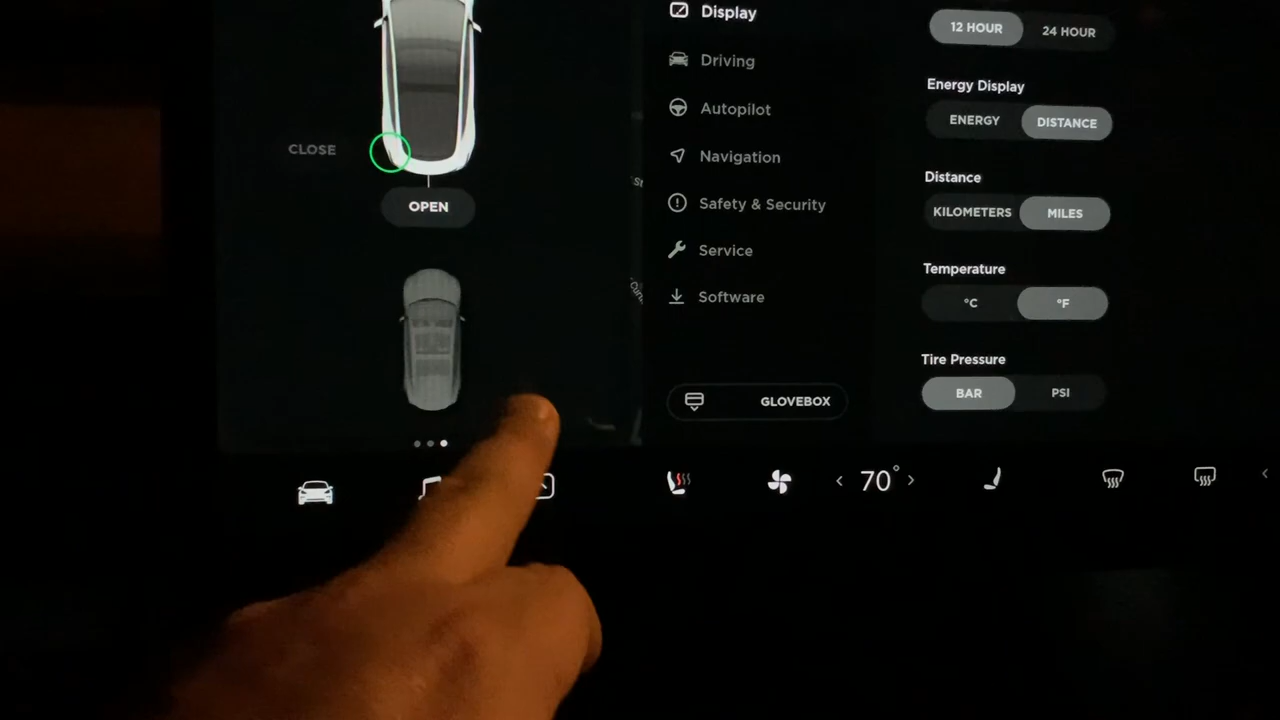 CLOSE
OPEN
Display
Driving
Autopilot
Navigation
Safety & Security
Service
Software
GLOVEBOX
12 HOUR 24 HOUR
Energy Display
ENERGY DISTANCE
Distance
KILOMETERS MILES
Temperature
°C °F
Tire Pressure
BAR PSI
< 70° >